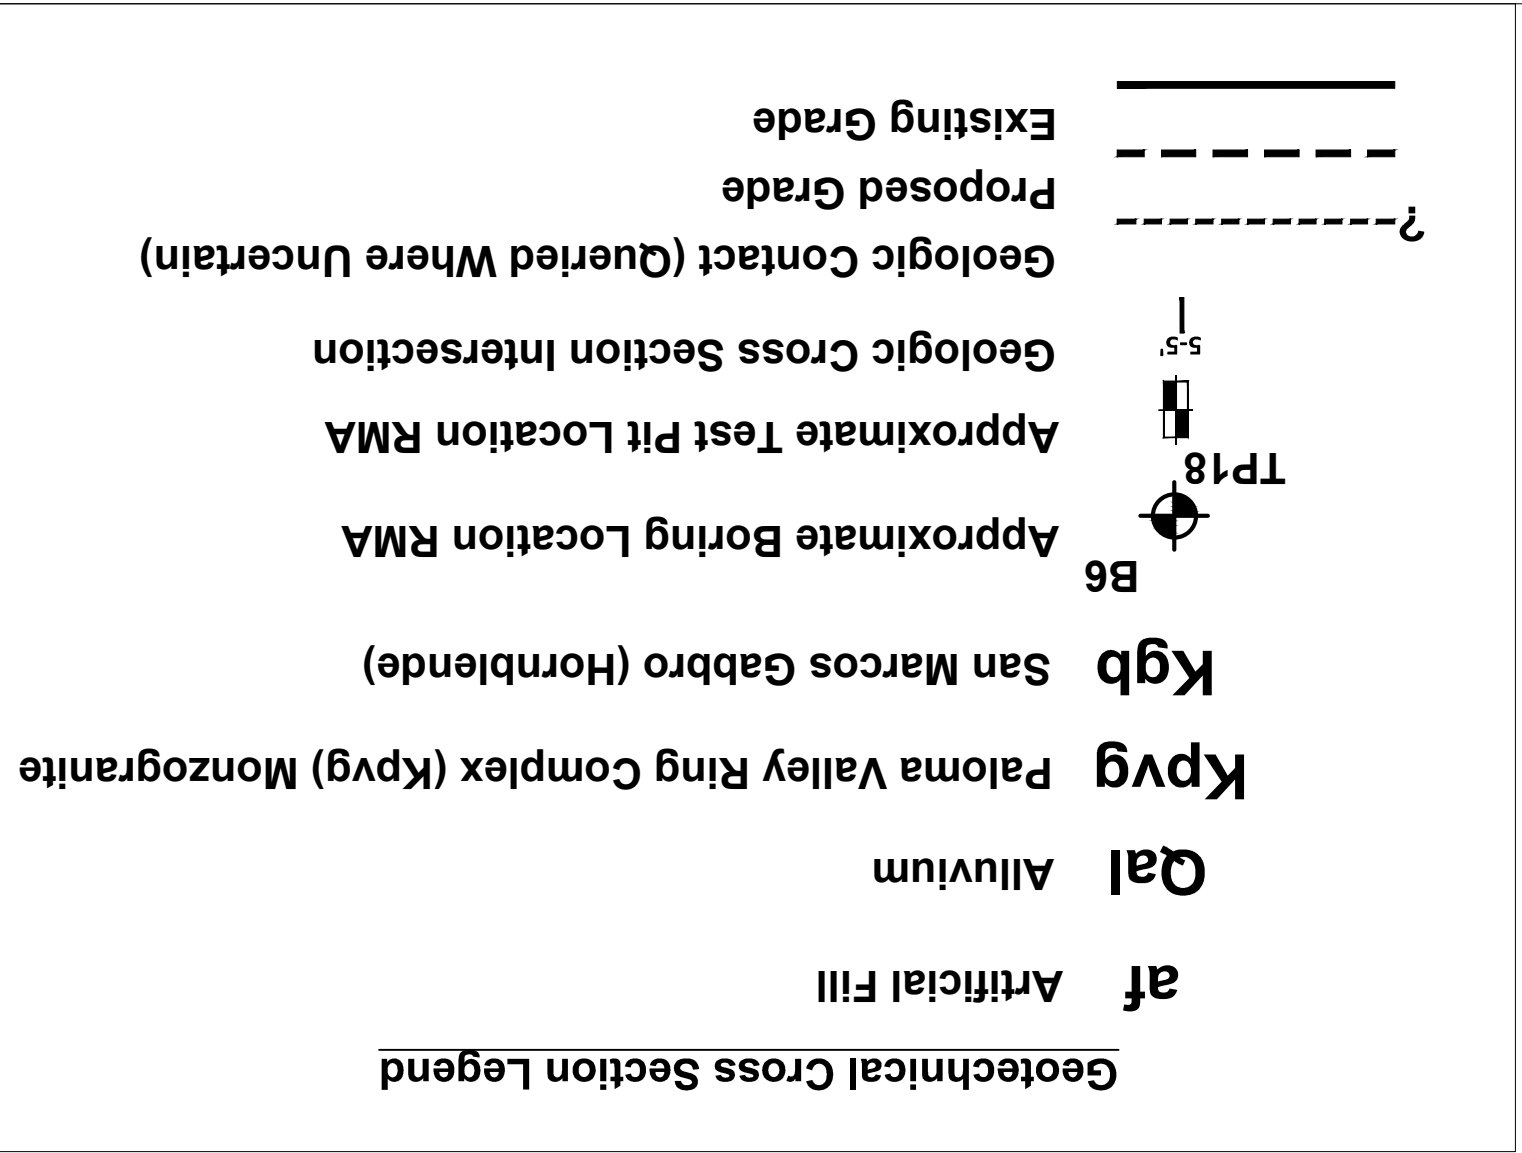 Geotechnical Cross Section Legend
af Artificial Fill
Qal Alluvium
Kpvg Paloma Valley Ring Complex (Kpvg) Monzogranite
Kgb San Marcos Gabbro (Hornblende)
B6
Approximate Boring Location RMA
TP18
Approximate Test Pit Location RMA
5-5' Geologic Cross Section Intersection
Geologic Contact (Queried Where Uncertain)
?
Proposed Grade
Existing Grade